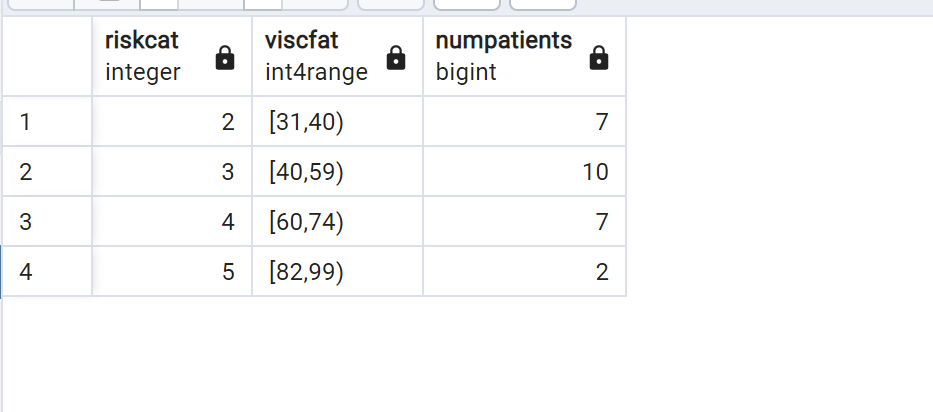 riskcat viscfat numpatients
integer int4range bigint
1 2 [31,40) 7
2 3 [40,59) 10
3 4 [60,74) 7
4 5 [82,99) 2